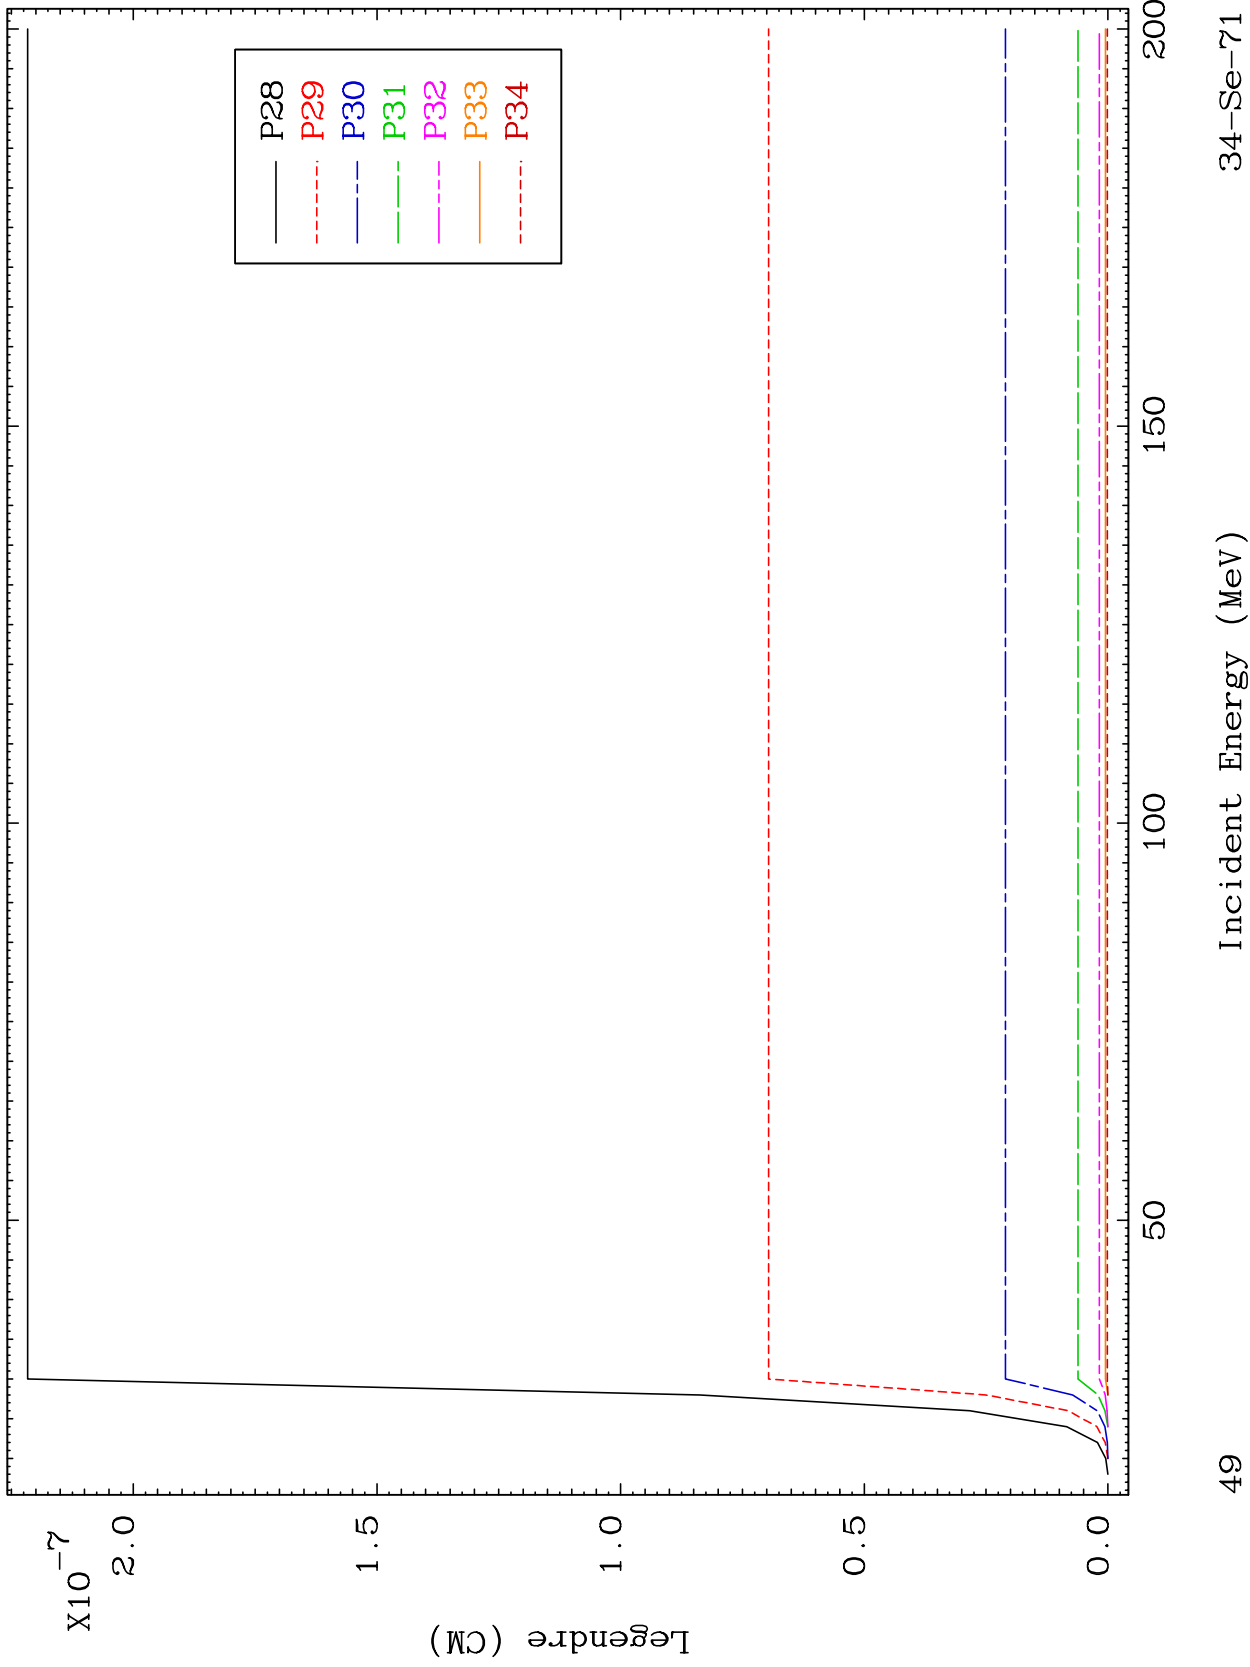 X10-7
2.0
1.5
1.0
0.5
0.0
Legendre (CM)
P28
P29
P30
P31
P32
P33
P34
50
100
150
200
Incident Energy (MeV)
49
34-Se-71